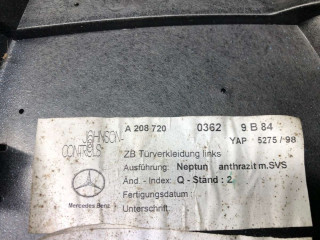 JOHNSON
CONTROLS
A 208 720 0362 9 B 84
YAP 5275/98
ZB Türverkleidung links
Ausführung: Neptun anthrazit m.SVS
Änd.-Index: Q-Stand: 2
Fertigungsdatum:
Unterschrift:
Mercedes Benz